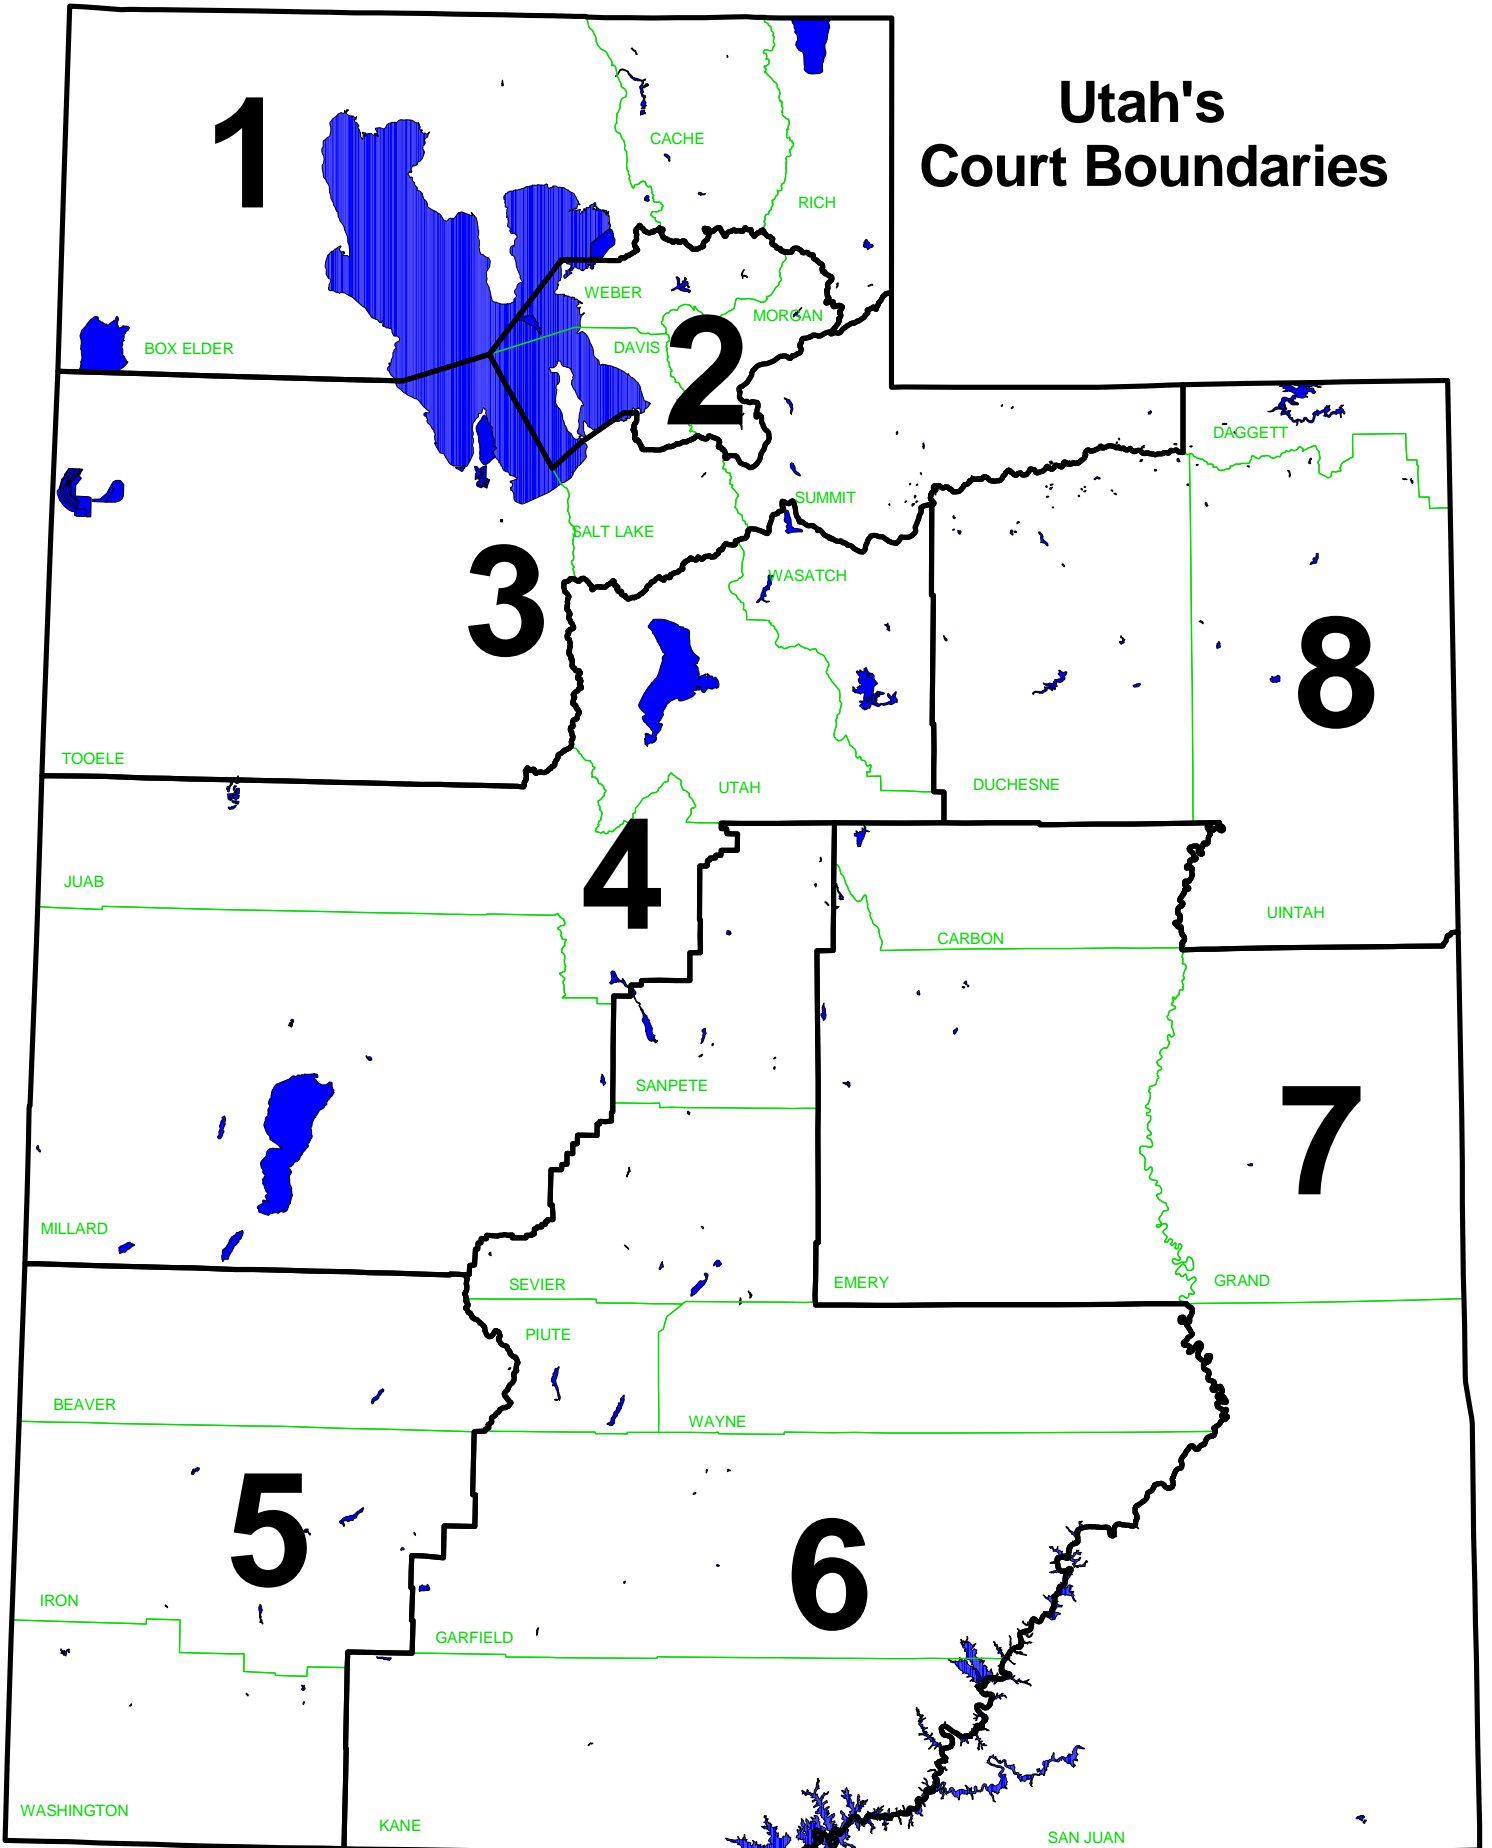 Utah's
Court Boundaries
1
CACHE
RICH
WEBER
MORGAN
BOX ELDER
DAVIS
2
DAGGETT
SUMMIT
SALT LAKE
3
WASATCH
8
TOOELE
UTAH
DUCHESNE
4
JUAB
UINTAH
CARBON
SANPETE
7
MILLARD
SEVIER
EMERY
GRAND
PIUTE
BEAVER
WAYNE
5
6
IRON
GARFIELD
WASHINGTON
KANE
SAN JUAN